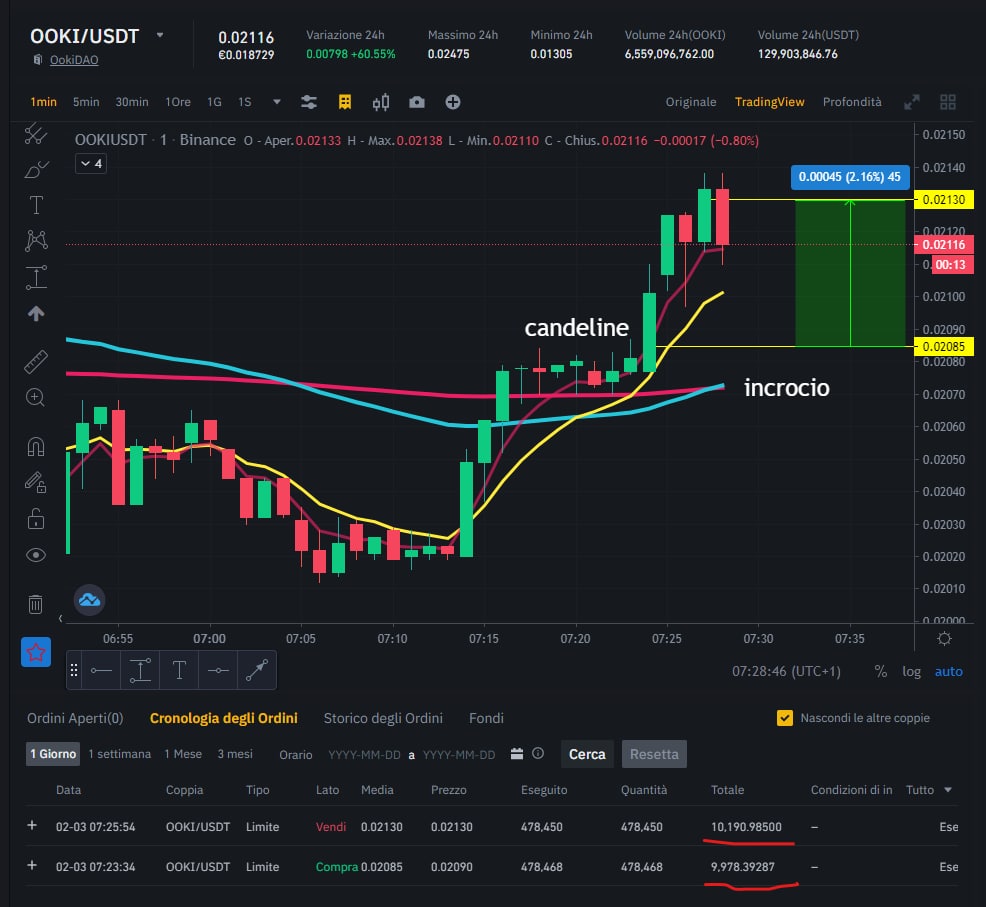 OOKI/USDT
0.02116
€0.018729
Variazione 24h
0.00798 +60.55%
Massimo 24h
0.02475
Minimo 24h
0.01305
Volume 24h(OOKI)
6,559,096,762.00
Volume 24h(USDT)
129,903,846.76
OokiDAO
1min 5min 30min 1Ore 1G 1S Originale TradingView Profondità
OOKIUSDT · 1 · Binance O - Aper.0.02133 H - Max.0.02138 L - Min.0.02110 C - Chius.0.02116 −0.00017 (−0.80%)
4
0.00045 (2.16%) 45
candeline
incrocio
0.02150
0.02140
0.02130
0.02120
0.02116
00:13
0.02100
0.02090
0.02085
0.02080
0.02070
0.02060
0.02050
0.02040
0.02030
0.02020
0.02010
0.02000
06:55 07:00 07:05 07:10 07:15 07:20 07:25 07:30 07:35
07:28:46 (UTC+1) % log auto
Ordini Aperti(0) Cronologia degli Ordini Storico degli Ordini Fondi Nascondi le altre coppie
1 Giorno 1 settimana 1 Mese 3 mesi Orario YYYY-MM-DD a YYYY-MM-DD Cerca Resetta
Data Coppia Tipo Lato Media Prezzo Eseguito Quantità Totale Condizioni di in Tutto
+ 02-03 07:25:54 OOKI/USDT Limite Vendi 0.02130 0.02130 478,450 478,450 10,190.98500 – Ese
+ 02-03 07:23:34 OOKI/USDT Limite Compra 0.02085 0.02090 478,468 478,468 9,978.39287 – Ese